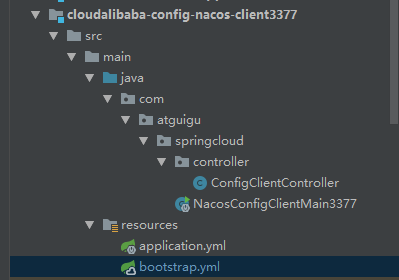 cloudalibaba-config-nacos-client3377
src
main
java
com
atguigu
springcloud
controller
ConfigClientController
NacosConfigClientMain3377
resources
application.yml
bootstrap.yml